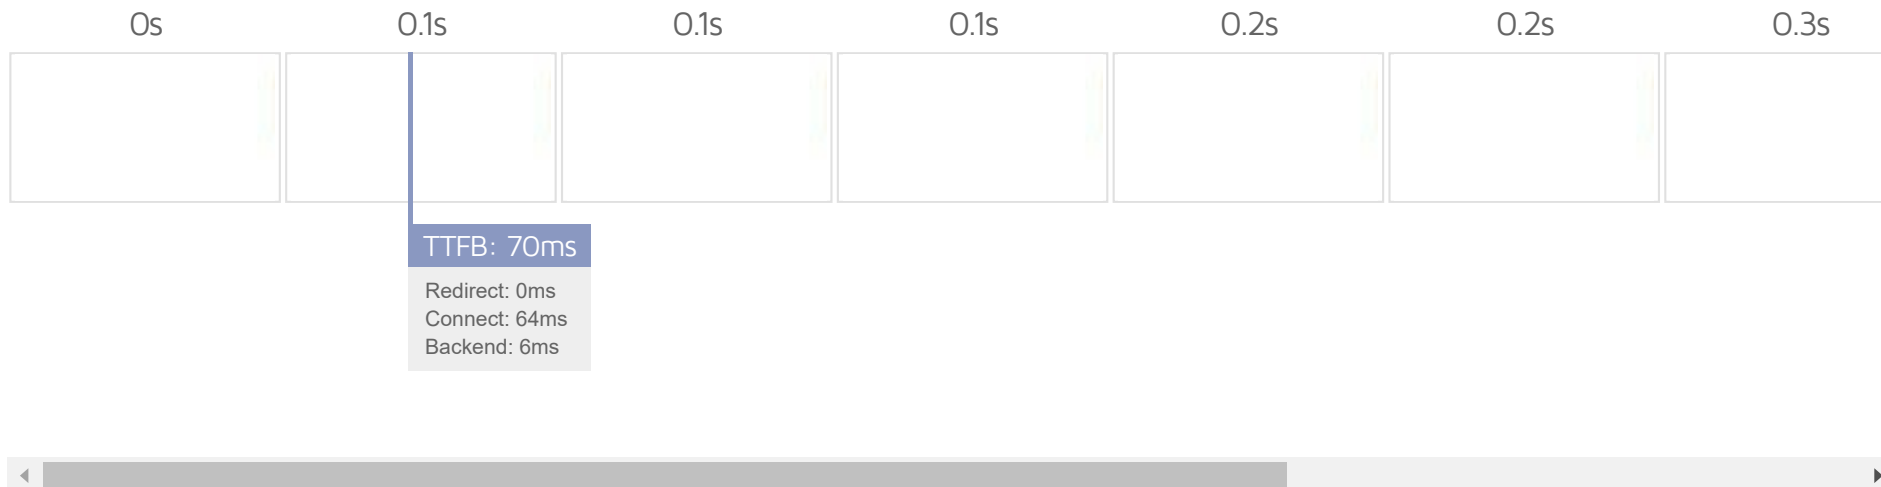 0s 0.1s 0.1s 0.1s 0.2s 0.2s 0.3s
TTFB: 70ms
Redirect: 0ms
Connect: 64ms
Backend: 6ms